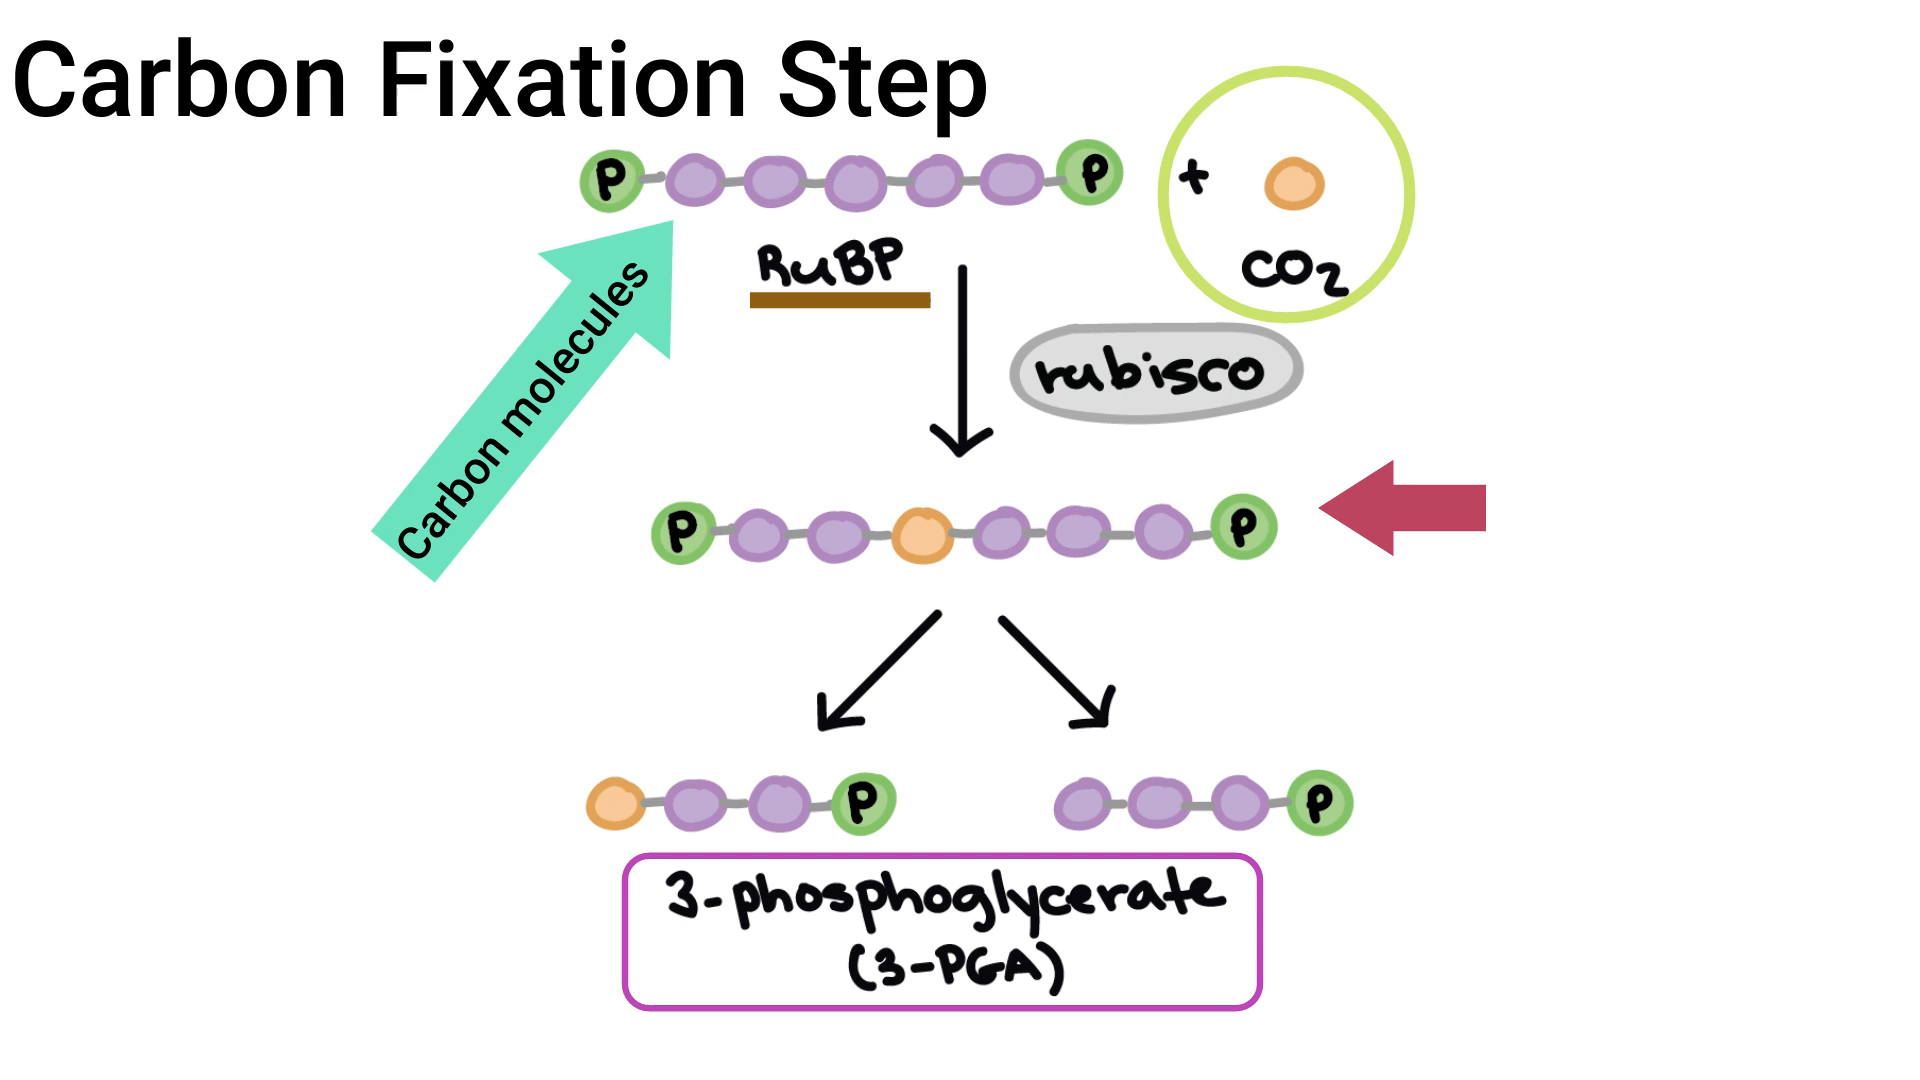 Carbon Fixation Step
P P +
CO2
RuBP
Carbon molecules
rubisco
P P
P P
3-phosphoglycerate
(3-PGA)